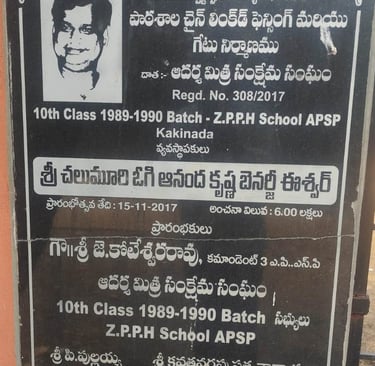 పాఠశాల చైన్ లింకేడ్ ఫెన్సింగ్ మరియు
గేటు నిర్మాణము
దాత:- ఆదర్శ మిత్ర సంక్షేమ సంఘం
Regd. No. 308/2017
10th Class 1989-1990 Batch - Z.P.P.H School APSP
Kakinada
వ్యవస్థాపకులు
శ్రీ చలుమూరి ఓగి ఆనంద కృష్ణ బెనర్జీ ఈశ్వర్
ప్రారంభోత్సవ తేది : 15-11-2017 అంచనా విలువ : 6.00 లక్షలు
ప్రారంభకులు
గౌ॥శ్రీ జె.కోటేశ్వరరావు, కమాండెంట్ 3 ఎ.పి.ఎస్.పి
ఆదర్శ మిత్ర సంక్షేమ సంఘం
10th Class 1989-1990 Batch సభ్యులు
Z.P.P.H School APSP
శ్రీ పి.పుల్లయ్య శ్రీ